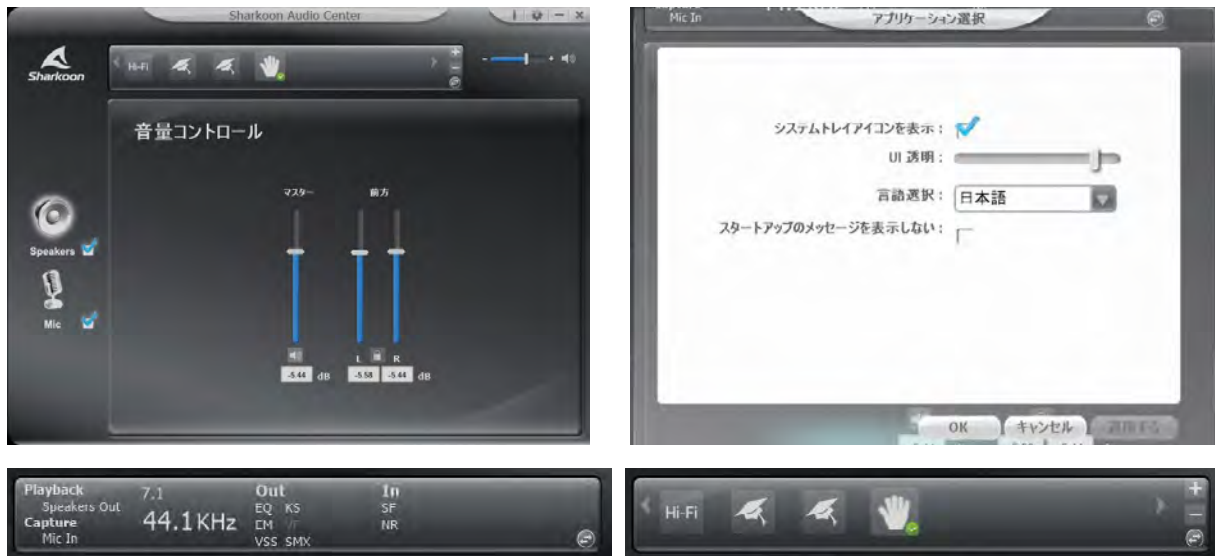 Sharkoon Audio Center
Sharkoon
Hi-Fi
音量コントロール
マスター
前方
Speakers
Mic
L
R
-5.44 dB
-5.58
-5.44 dB
Mic In
アプリケーション選択
システムトレイアイコンを表示 :
UI 透明 :
言語選択 :
日本語
スタートアップのメッセージを表示しない :
OK
キャンセル
適用する
Playback
Speakers Out
Capture
Mic In
7.1
44.1KHz
Out
EQ KS
EM VF
VSS SMX
In
SF
NR
Hi-Fi